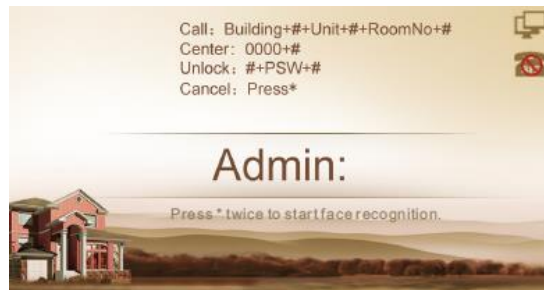 Call：Building+#+Unit+#+RoomNo+#
Center：0000+#
Unlock：#+PSW+#
Cancel：Press*
Admin:
Press * twice to start face recognition.